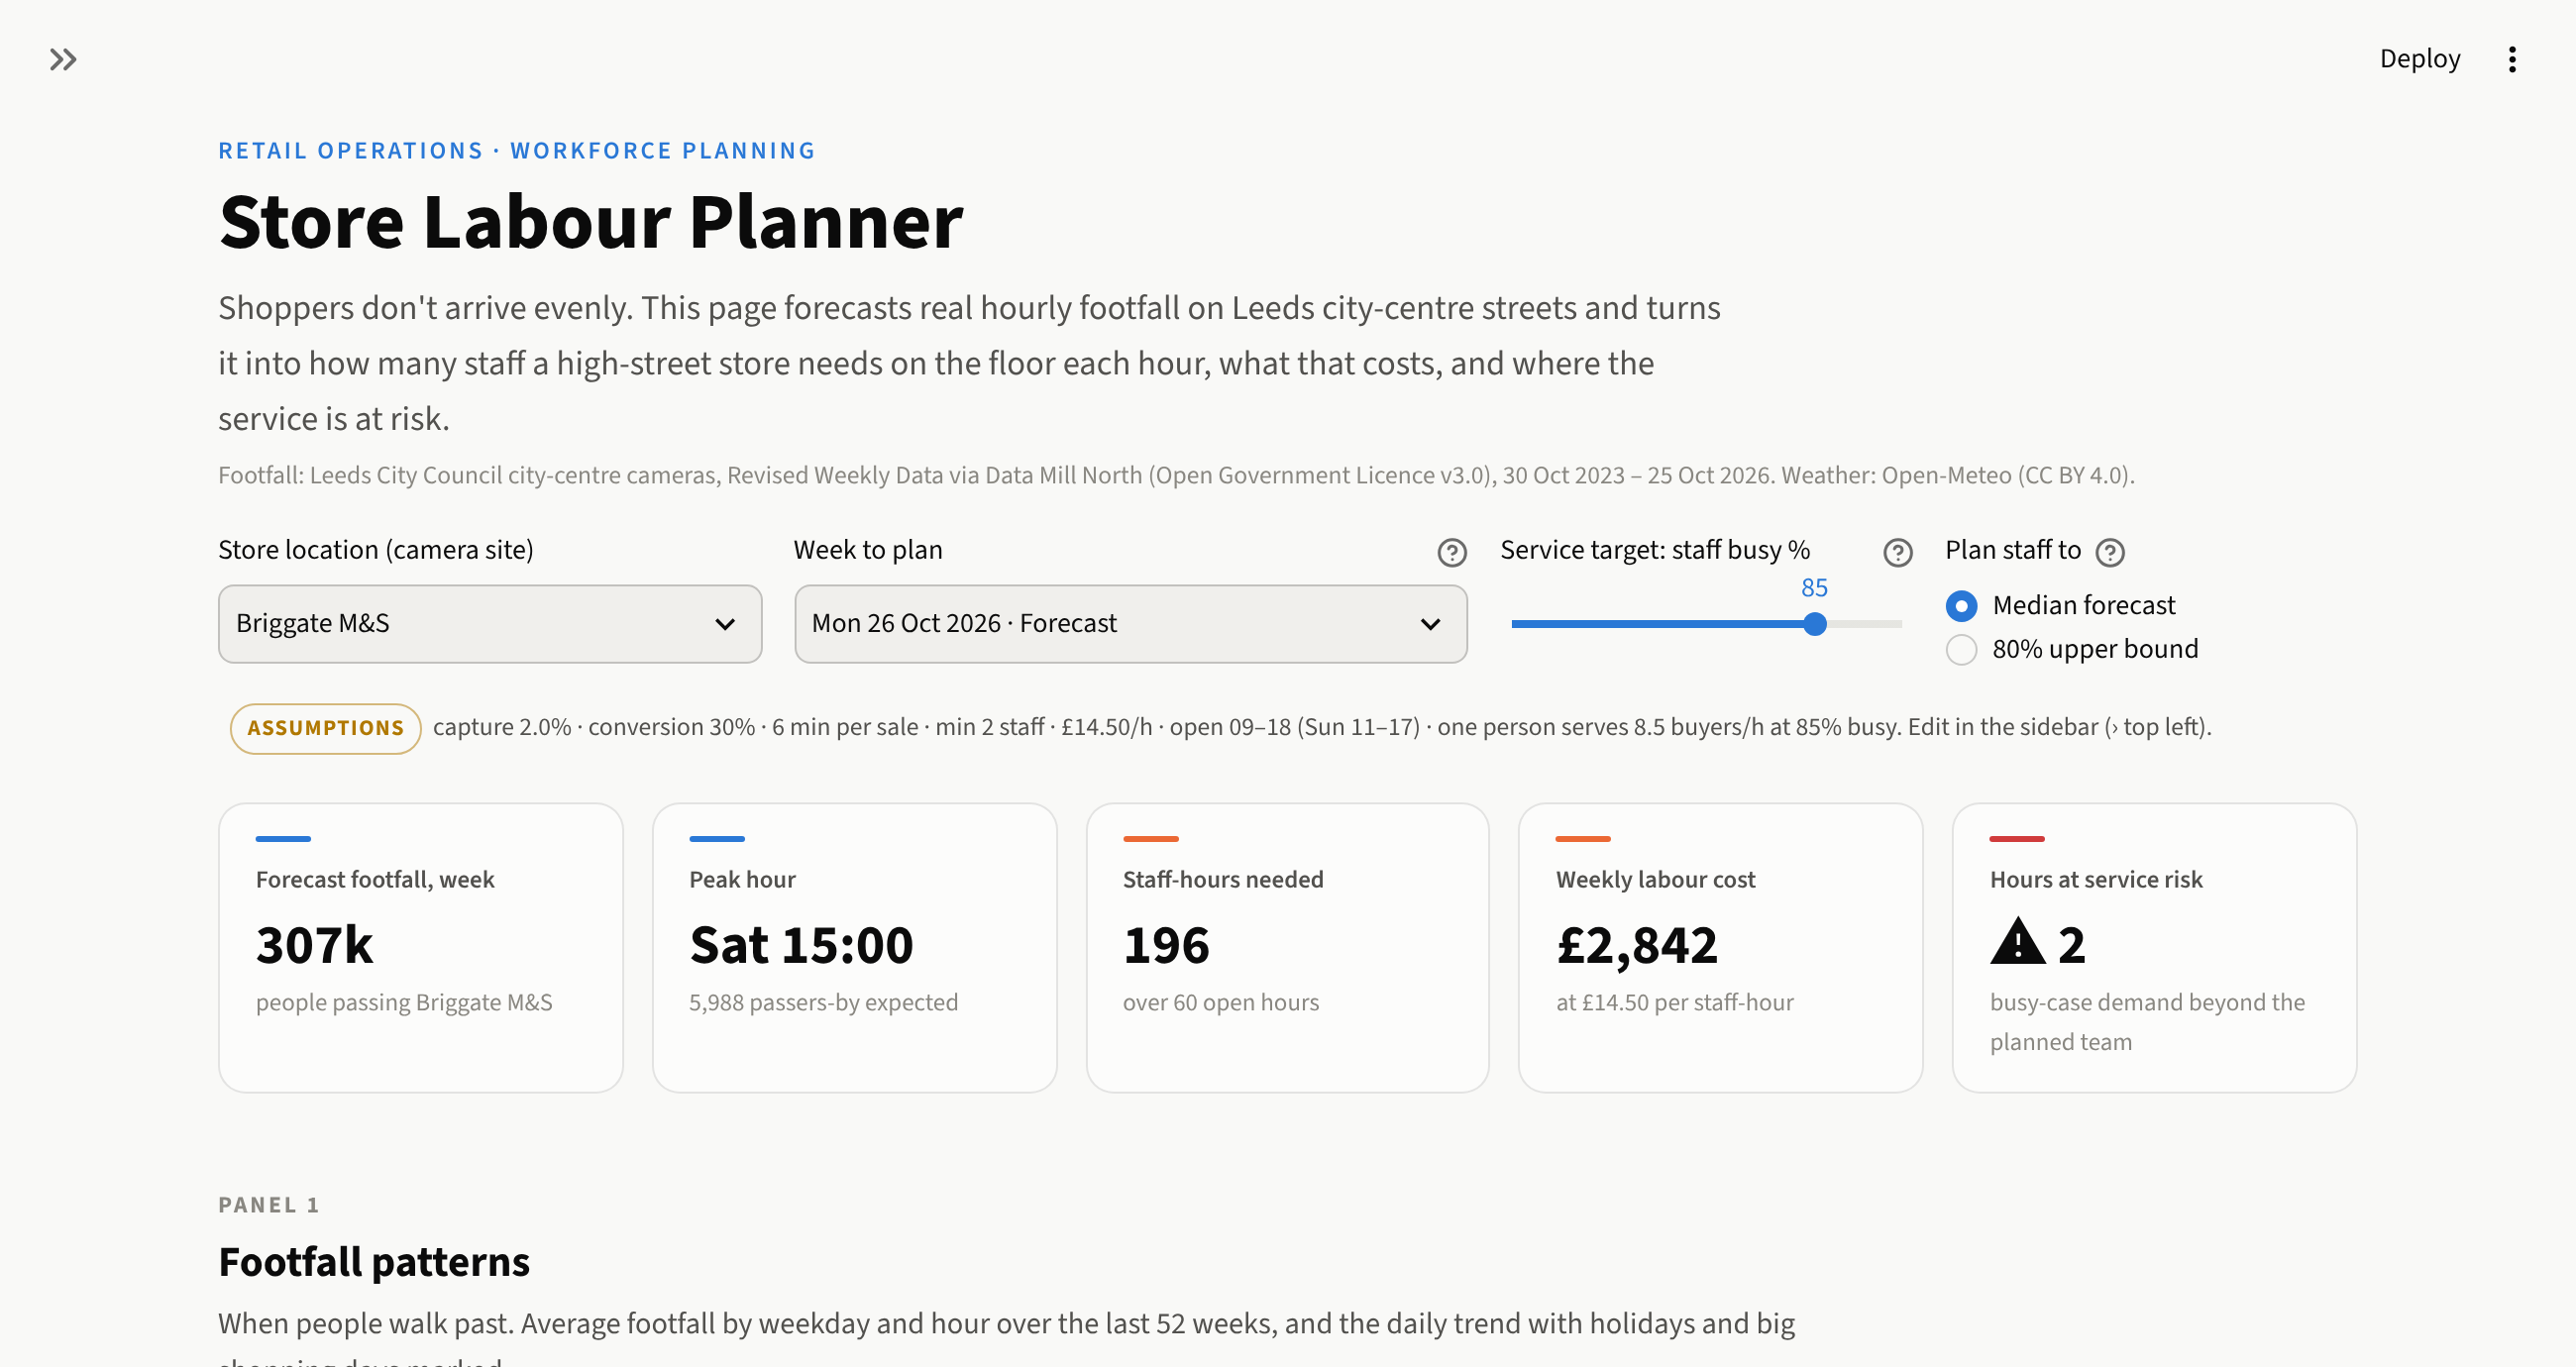 Deploy
RETAIL OPERATIONS · WORKFORCE PLANNING
Store Labour Planner
Shoppers don't arrive evenly. This page forecasts real hourly footfall on Leeds city-centre streets and turns
it into how many staff a high-street store needs on the floor each hour, what that costs, and where the
service is at risk.
Footfall: Leeds City Council city-centre cameras, Revised Weekly Data via Data Mill North (Open Government Licence v3.0), 30 Oct 2023 – 25 Oct 2026. Weather: Open-Meteo (CC BY 4.0).
Store location (camera site)
Briggate M&S
Week to plan
Mon 26 Oct 2026 · Forecast
Service target: staff busy %
85
Plan staff to
Median forecast
80% upper bound
ASSUMPTIONS capture 2.0% · conversion 30% · 6 min per sale · min 2 staff · £14.50/h · open 09–18 (Sun 11–17) · one person serves 8.5 buyers/h at 85% busy. Edit in the sidebar (› top left).
Forecast footfall, week
307k
people passing Briggate M&S
Peak hour
Sat 15:00
5,988 passers-by expected
Staff-hours needed
196
over 60 open hours
Weekly labour cost
£2,842
at £14.50 per staff-hour
Hours at service risk
⚠ 2
busy-case demand beyond the
planned team
PANEL 1
Footfall patterns
When people walk past. Average footfall by weekday and hour over the last 52 weeks, and the daily trend with holidays and big
shopping days marked.